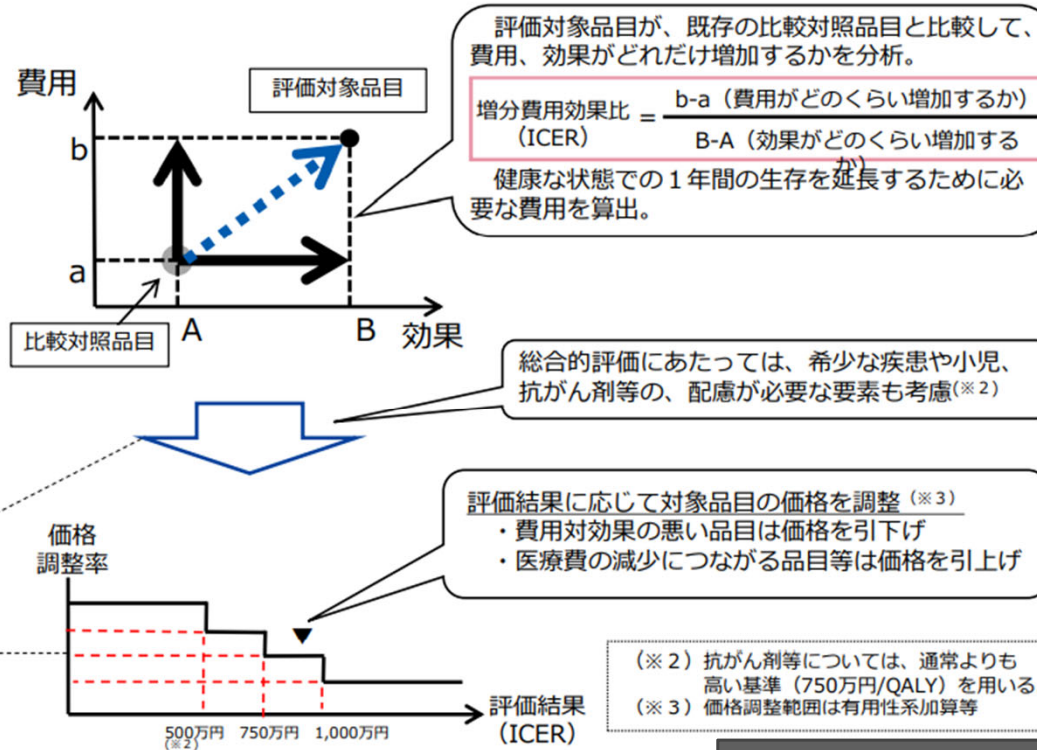 評価対象品目が、既存の比較対照品目と比較して、
費用、効果がどれだけ増加するかを分析。
費用
評価対象品目
増分費用効果比
(ICER)
=
b-a(費用がどのくらい増加するか)
B-A(効果がどのくらい増加する
か)
b
健康な状態での1年間の生存を延長するために必
要な費用を算出。
a
比較対照品目
A
B
効果
総合的評価にあたっては、希少な疾患や小児、
抗がん剤等の、配慮が必要な要素も考慮(※2)
評価結果に応じて対象品目の価格を調整(※3)
・費用対効果の悪い品目は価格を引下げ
・医療費の減少につながる品目等は価格を引上げ
価格
調整率
▼
(※2)抗がん剤等については、通常よりも
高い基準(750万円/QALY)を用いる
(※3)価格調整範囲は有用性系加算等
500万円
(※2)
750万円
1,000万円
評価結果
(ICER)